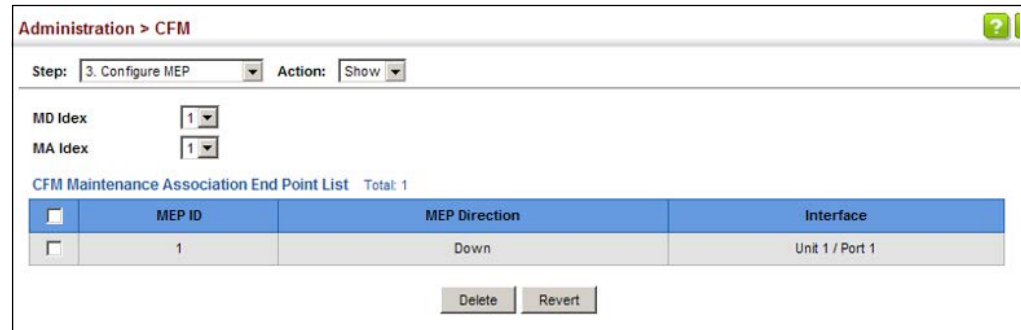 Administration > CFM
?
Step: 3. Configure MEP Action: Show
MD Idex 1
MA Idex 1
CFM Maintenance Association End Point List Total: 1
MEP ID MEP Direction Interface
1 Down Unit 1 / Port 1
Delete Revert